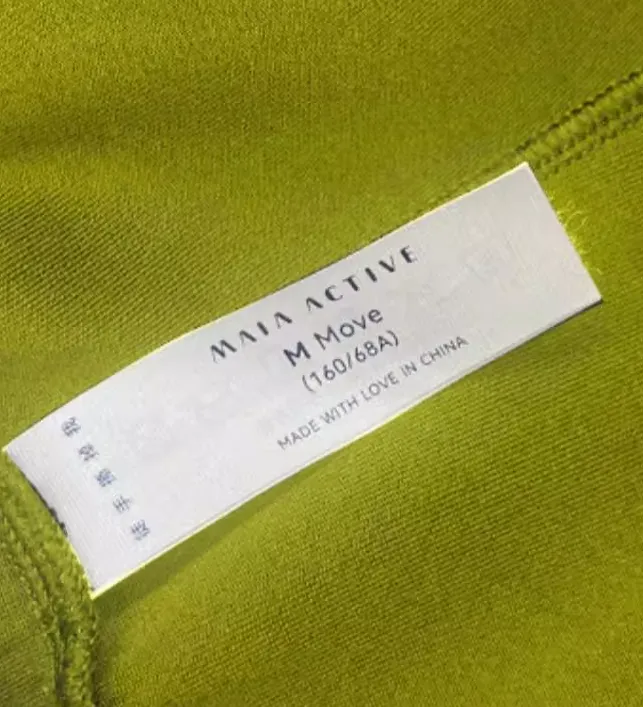 MAIA ACTIVE
M Move
(160/68A)
MADE WITH LOVE IN CHINA